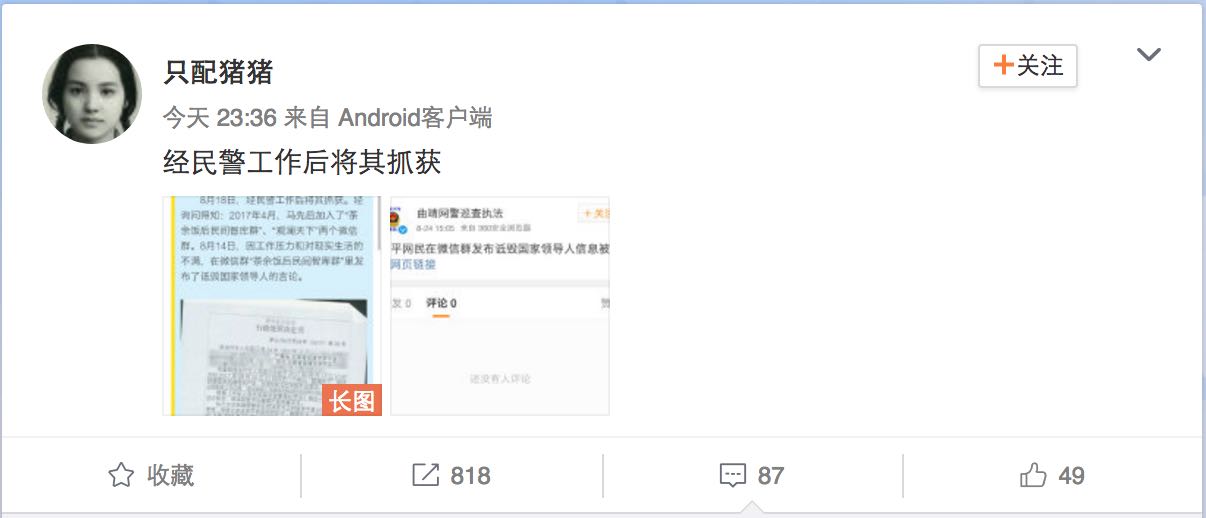 只配猪猪
+关注
今天 23:36 来自 Android客户端
经民警工作后将其抓获
8月18日，经民警工作后将其抓获。经
询问得知：2017年4月，马先后加入了“茶
余饭后民间智库群”、“观澜天下”两个微信
群。8月14日，因工作压力和对现实生活的
不满，在微信群“茶余饭后民间智库群”里发
布了诋毁国家领导人的言论。
长图
曲靖网警巡查执法
+关注
8-24 15:05 来自 360安全浏览器
平网民在微信群发布诋毁国家领导人信息被
网页链接
发 0 评论 0 赞
还没有人评论
收藏 818 87 49